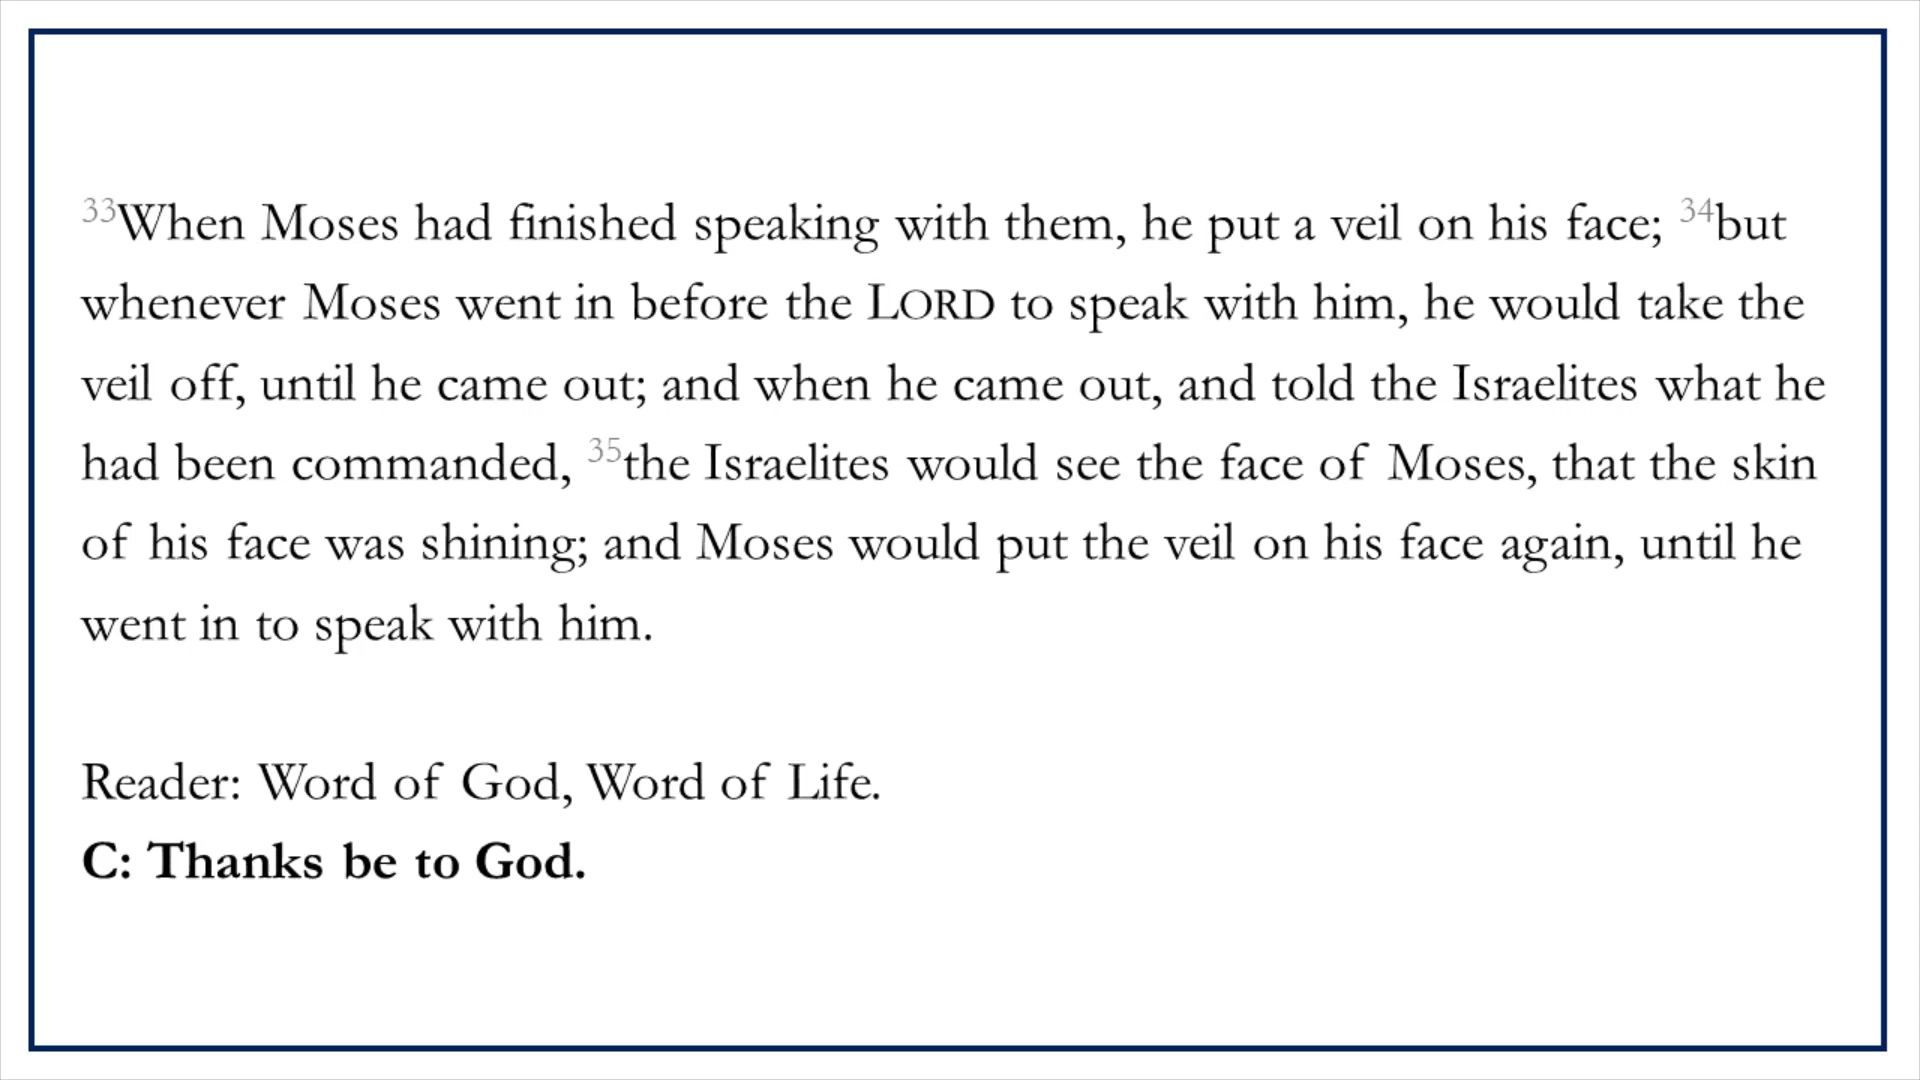 33When Moses had finished speaking with them, he put a veil on his face; 34but
whenever Moses went in before the LORD to speak with him, he would take the
veil off, until he came out; and when he came out, and told the Israelites what he
had been commanded, 35the Israelites would see the face of Moses, that the skin
of his face was shining; and Moses would put the veil on his face again, until he
went in to speak with him.
Reader: Word of God, Word of Life.
C: Thanks be to God.